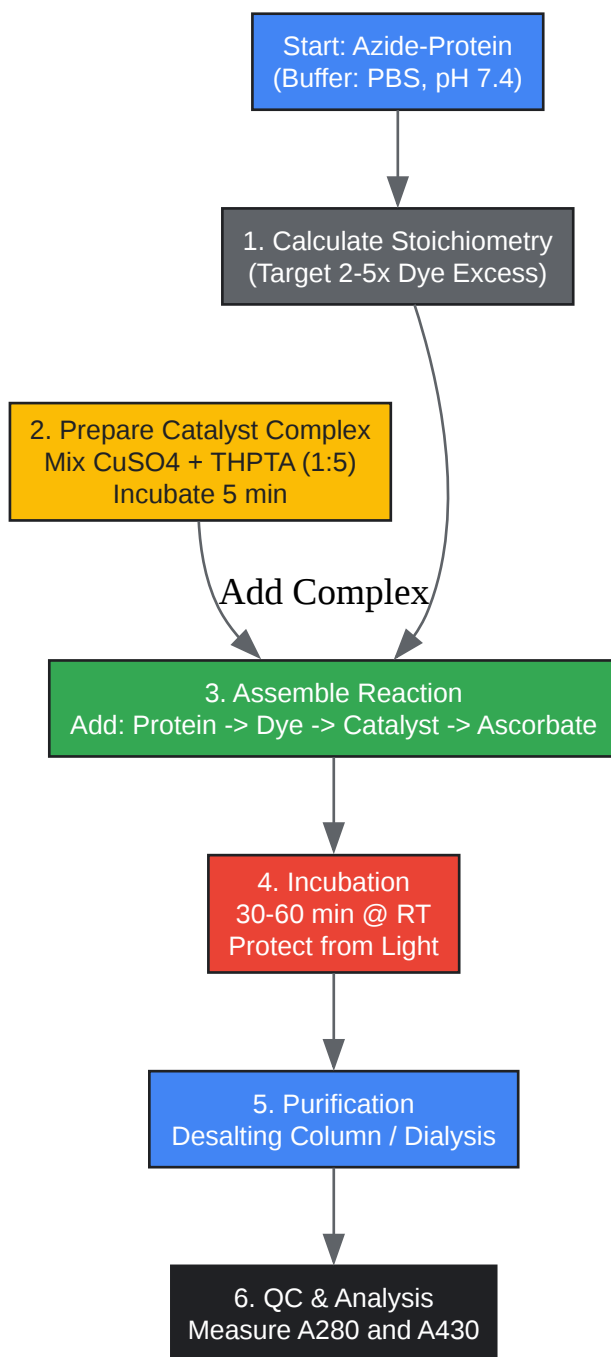 Start: Azide-Protein
(Buffer: PBS, pH 7.4)
1. Calculate Stoichiometry
(Target 2-5x Dye Excess)
2. Prepare Catalyst Complex
Mix CuSO4 + THPTA (1:5)
Incubate 5 min
Add Complex
3. Assemble Reaction
Add: Protein -> Dye -> Catalyst -> Ascorbate
4. Incubation
30-60 min @ RT
Protect from Light
5. Purification
Desalting Column / Dialysis
6. QC & Analysis
Measure A280 and A430